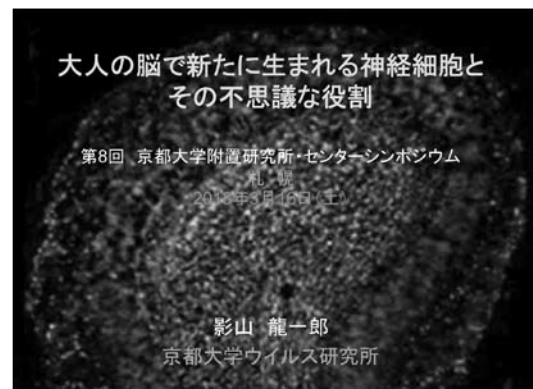 大人の脳で新たに生まれる神経細胞と
その不思議な役割
第8回 京都大学附置研究所・センターシンポジウム
札 幌
2013年3月16日(土)
影山 龍一郎
京都大学ウイルス研究所